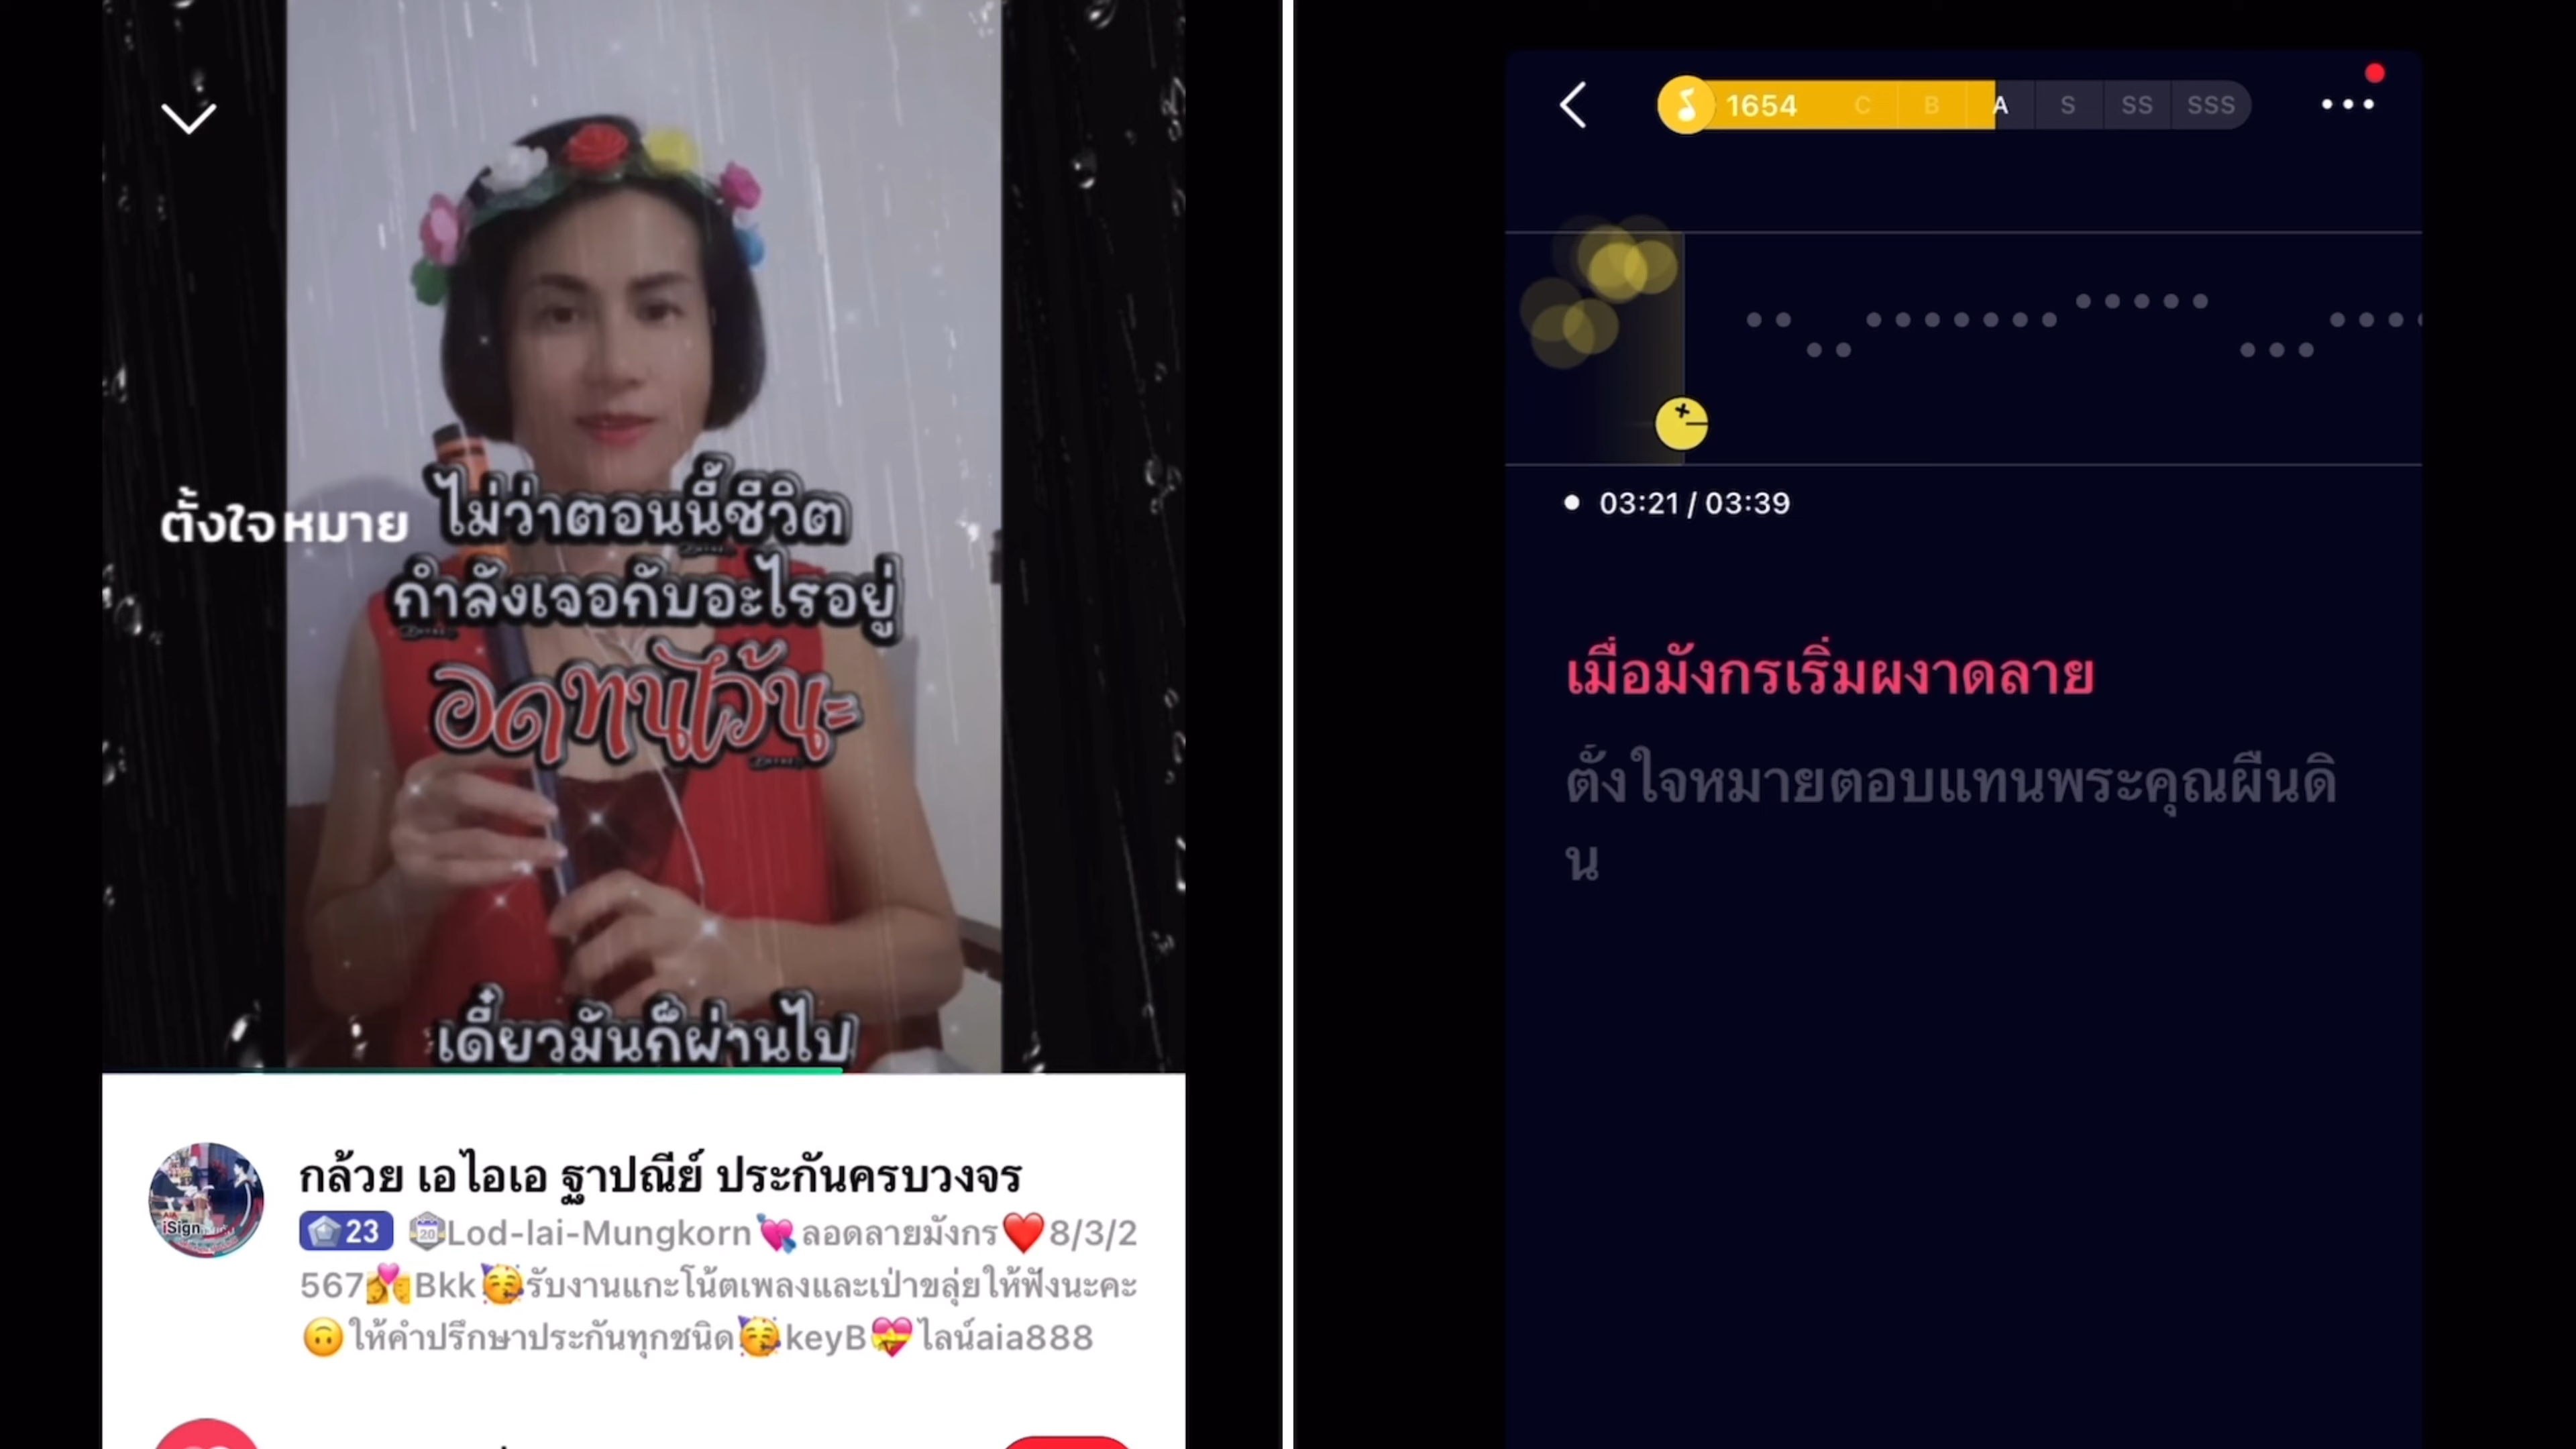 ตั้งใจหมาย
ไม่ว่าตอนนี้ชีวิต
กำลังเจอกับอะไรอยู่
อดทนไว้นะ
เดี๋ยวมันก็ผ่านไป
iSign
กล้วย เอไอเอ ฐาปณีย์ ประกันครบวงจร
23 20 Lod-lai-Mungkorn💘ลอดลายมังกร❤️8/3/2
567💏Bkk🥳รับงานแกะโน้ตเพลงและเป่าขลุ่ยให้ฟังนะคะ
🙃ให้คำปรึกษาประกันทุกชนิด🥳keyB💝ไลน์aia888
1654 C B A S SS SSS
03:21 / 03:39
เมื่อมังกรเริ่มผงาดลาย
ตั้งใจหมายตอบแทนพระคุณผืนดิ
น